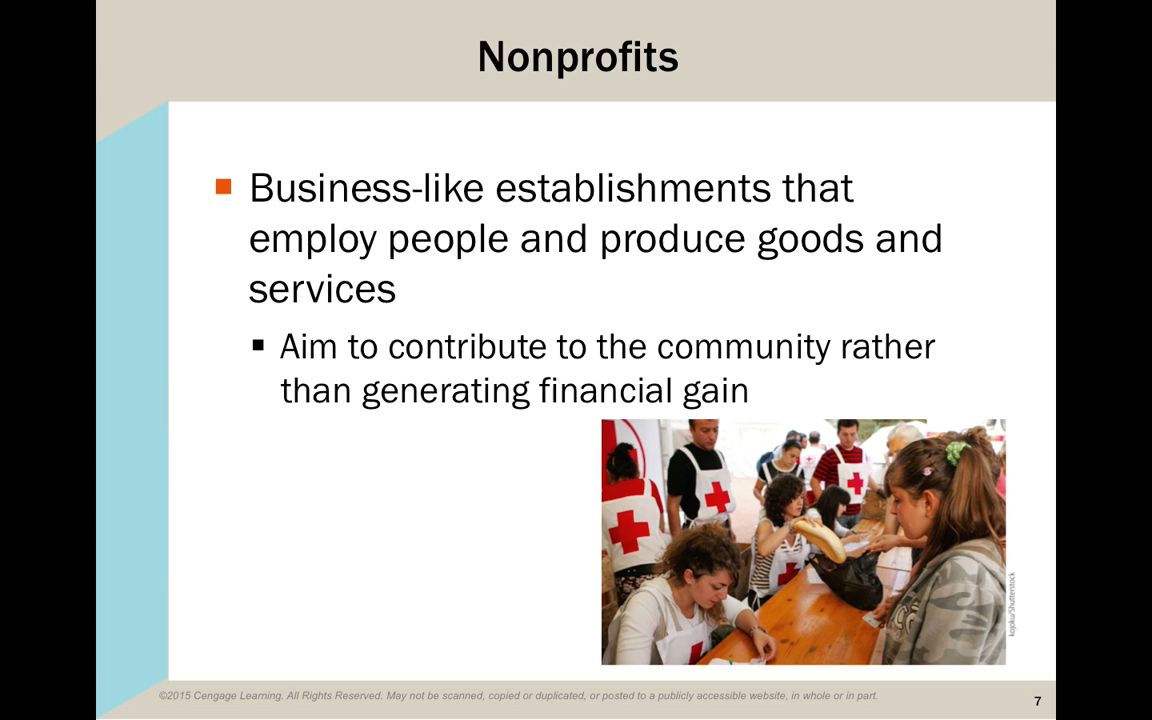 Nonprofits
Business-like establishments that
employ people and produce goods and
services
Aim to contribute to the community rather
than generating financial gain
kojoku/Shutterstock
©2015 Cengage Learning. All Rights Reserved. May not be scanned, copied or duplicated, or posted to a publicly accessible website, in whole or in part.
7